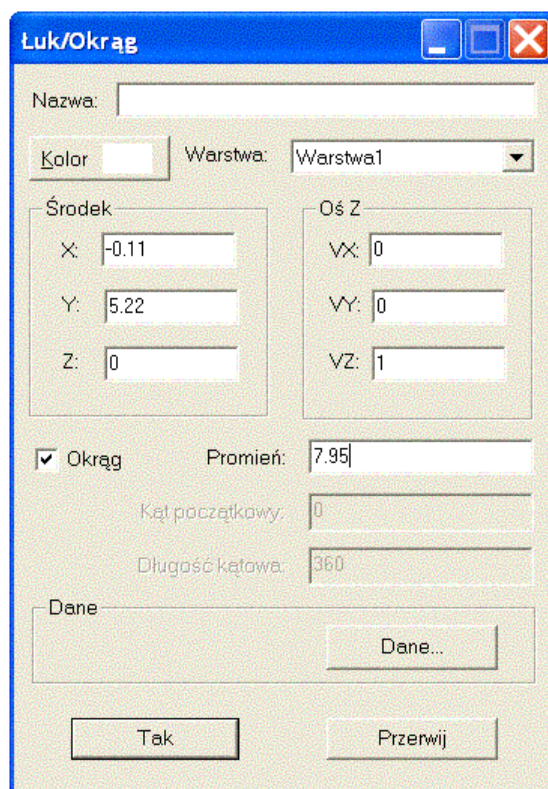 Łuk/Okrąg
Nazwa:
Kolor Warstwa: Warstwa1
Środek Oś Z
X: -0.11 VX: 0
Y: 5.22 VY: 0
Z: 0 VZ: 1
Okrąg Promień: 7.95
Kąt początkowy: 0
Długość kątowa: 360
Dane
Dane...
Tak Przerwij